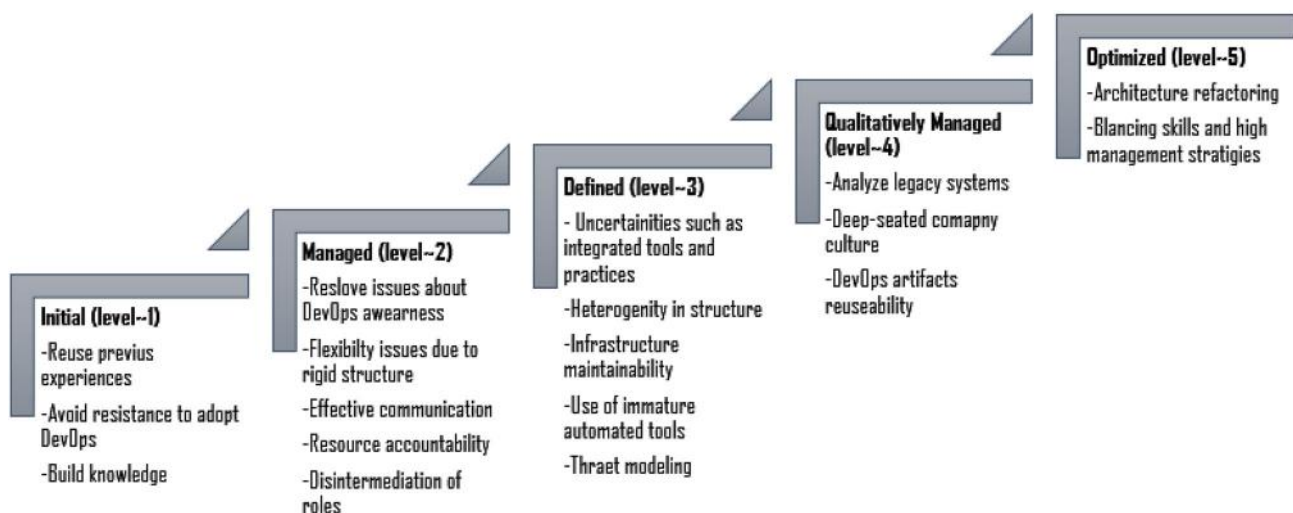 Initial (level~1)
-Reuse previus
experiences
-Avoid resistance to adopt
DevOps
-Build knowledge
Managed (level~2)
-Reslove issues about
DevOps awearness
-Flexibilty issues due to
rigid structure
-Effective communication
-Resource accountability
-Disintermediation of
roles
Defined (level~3)
- Uncertainities such as
integrated tools and
practices
-Heterogenity in structure
-Infrastructure
maintainability
-Use of immature
automated tools
-Thraet modeling
Qualitatively Managed
(level~4)
-Analyze legacy systems
-Deep-seated comapny
culture
-DevOps artifacts
reuseability
Optimized (level~5)
-Architecture refactoring
-Blancing skills and high
management stratigies